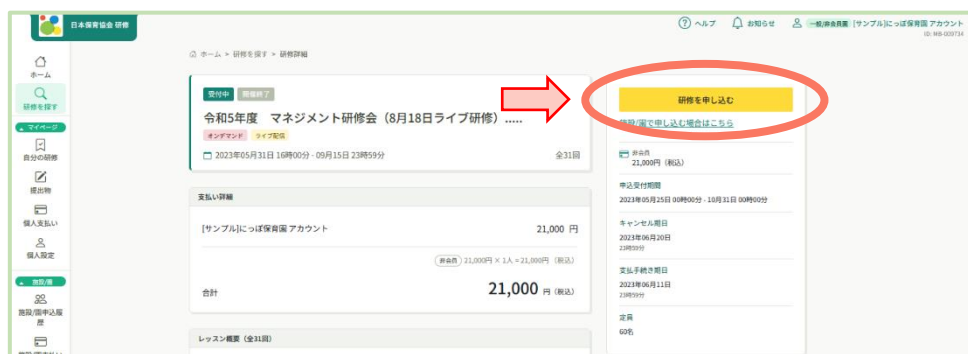 日本保育協会 研修
ヘルプ
お知らせ
一般/非会員園 [サンプル]にっぽ保育園 アカウント
ID: MB-009734
ホーム
研修を探す
マイページ
自分の研修
提出物
個人支払い
個人設定
施設/園
施設/園申込履
歴
ホーム > 研修を探す > 研修詳細
受付中 開催終了
令和5年度 マネジメント研修会（8月18日ライブ研修）.....
オンデマンド ライブ配信
2023年05月31日 16時00分 - 09月15日 23時59分
全31回
支払い詳細
[サンプル]にっぽ保育園 アカウント
21,000 円
非会員 21,000円 × 1人 = 21,000円 （税込）
合計
21,000 円（税込）
レッスン概要（全31回）
研修を申し込む
施設/園で申し込む場合はこちら
非会員
21,000円（税込）
申込受付期間
2023年05月25日 00時00分 - 10月31日 00時00分
キャンセル期日
2023年06月20日
23時59分
支払手続き期日
2023年06月11日
23時59分
定員
60名